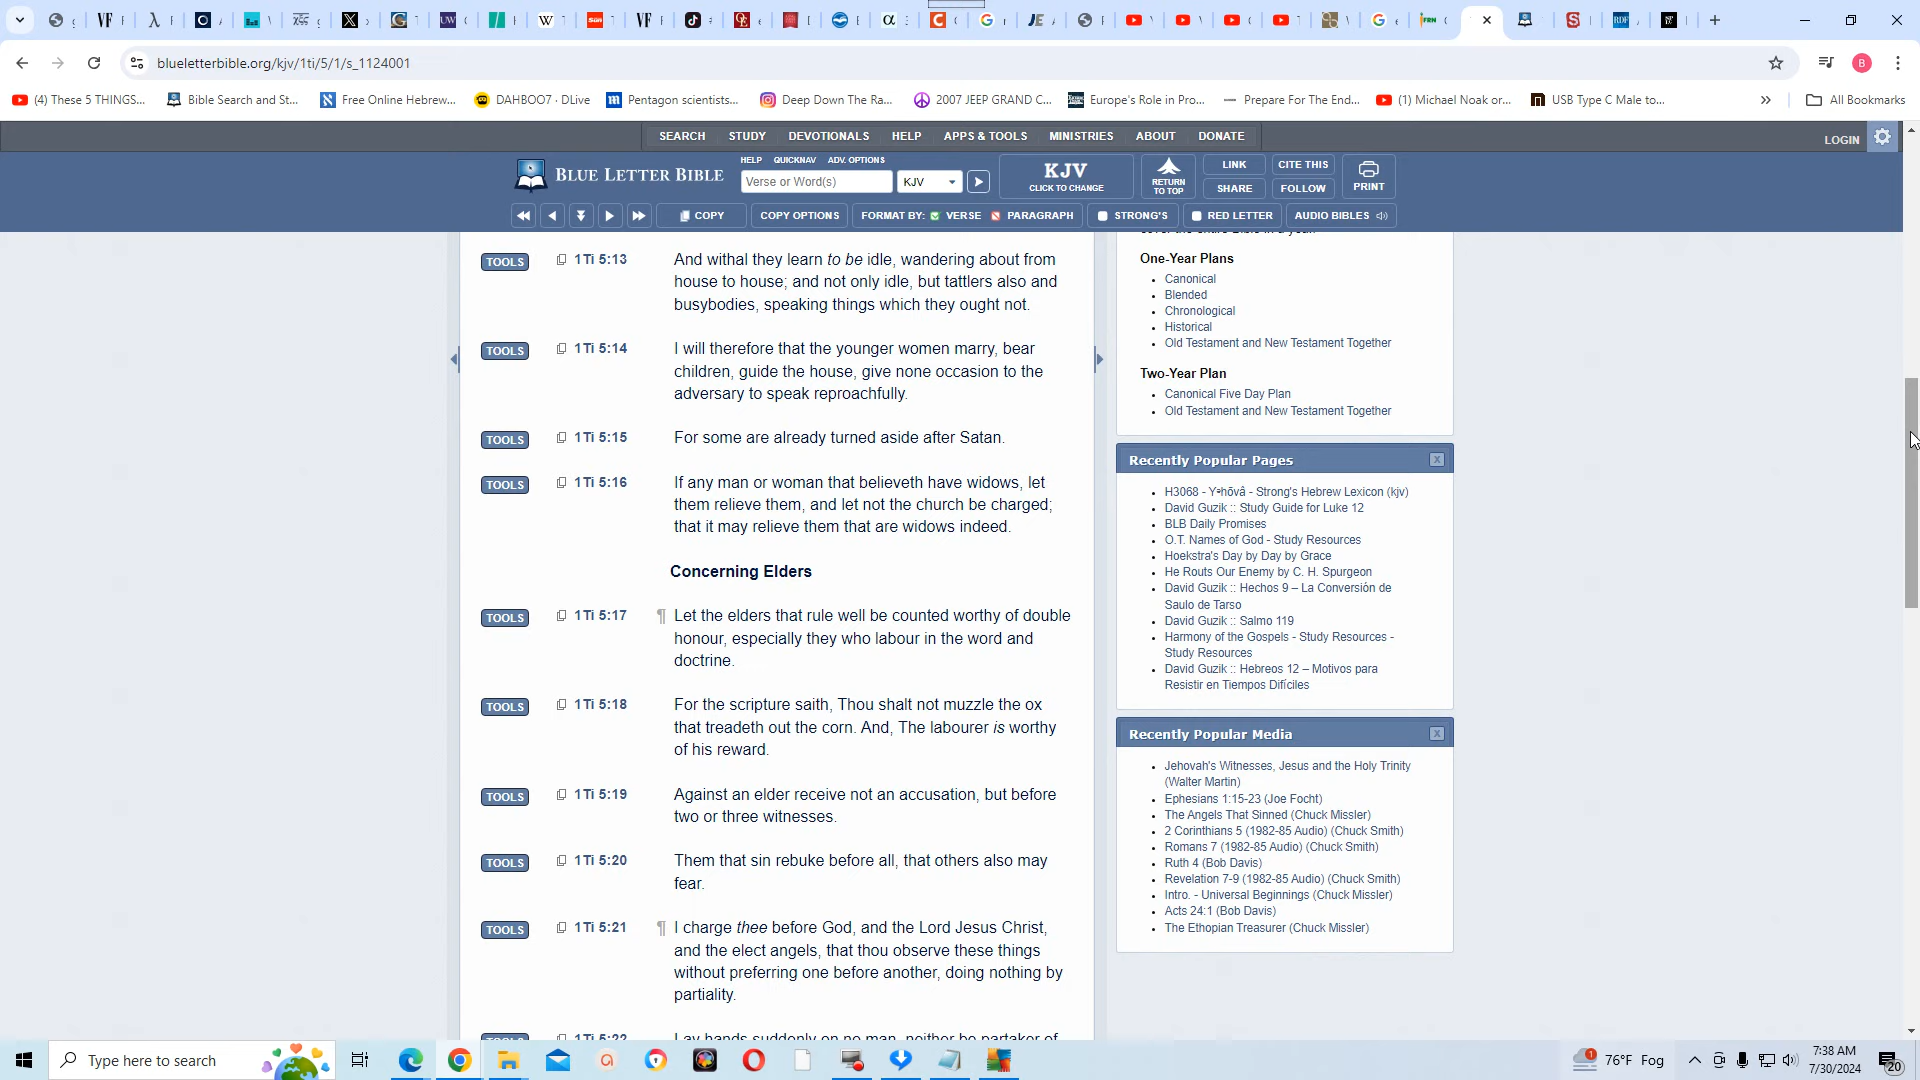 blueletterbible.org/kjv/1ti/5/1/s_1124001
B
(4) These 5 THINGS...
Bible Search and St...
Free Online Hebrew...
DAHBOO7 · DLive
Pentagon scientists...
Deep Down The Ra...
2007 JEEP GRAND C...
Europe's Role in Pro...
Prepare For The End...
(1) Michael Noak or...
USB Type C Male to...
All Bookmarks
SEARCH
STUDY
DEVOTIONALS
HELP
APPS & TOOLS
MINISTRIES
ABOUT
DONATE
LOGIN
BLUE LETTER BIBLE
HELP
QUICKNAV
ADV. OPTIONS
Verse or Word(s)
KJV
KJV
CLICK TO CHANGE
RETURN
TO TOP
LINK
CITE THIS
SHARE
FOLLOW
PRINT
COPY
COPY OPTIONS
FORMAT BY:
VERSE
PARAGRAPH
STRONG'S
RED LETTER
AUDIO BIBLES
TOOLS
1Ti 5:13
And withal they learn to be idle, wandering about from
house to house; and not only idle, but tattlers also and
busybodies, speaking things which they ought not.
TOOLS
1Ti 5:14
I will therefore that the younger women marry, bear
children, guide the house, give none occasion to the
adversary to speak reproachfully.
TOOLS
1Ti 5:15
For some are already turned aside after Satan.
TOOLS
1Ti 5:16
If any man or woman that believeth have widows, let
them relieve them, and let not the church be charged;
that it may relieve them that are widows indeed.
Concerning Elders
TOOLS
1Ti 5:17
¶ Let the elders that rule well be counted worthy of double
honour, especially they who labour in the word and
doctrine.
TOOLS
1Ti 5:18
For the scripture saith, Thou shalt not muzzle the ox
that treadeth out the corn. And, The labourer is worthy
of his reward.
TOOLS
1Ti 5:19
Against an elder receive not an accusation, but before
two or three witnesses.
TOOLS
1Ti 5:20
Them that sin rebuke before all, that others also may
fear.
TOOLS
1Ti 5:21
¶ I charge thee before God, and the Lord Jesus Christ,
and the elect angels, that thou observe these things
without preferring one before another, doing nothing by
partiality.
1Ti 5:22
Lay hands suddenly on no man, neither be partaker of
cover the entire Bible in a year.
One-Year Plans
Canonical
Blended
Chronological
Historical
Old Testament and New Testament Together
Two-Year Plan
Canonical Five Day Plan
Old Testament and New Testament Together
Recently Popular Pages
H3068 - Yᵊhōvâ - Strong's Hebrew Lexicon (kjv)
David Guzik :: Study Guide for Luke 12
BLB Daily Promises
O.T. Names of God - Study Resources
Hoekstra's Day by Day by Grace
He Routs Our Enemy by C. H. Spurgeon
David Guzik :: Hechos 9 – La Conversión de
Saulo de Tarso
David Guzik :: Salmo 119
Harmony of the Gospels - Study Resources -
Study Resources
David Guzik :: Hebreos 12 – Motivos para
Resistir en Tiempos Difíciles
Recently Popular Media
Jehovah's Witnesses, Jesus and the Holy Trinity
(Walter Martin)
Ephesians 1:15-23 (Joe Focht)
The Angels That Sinned (Chuck Missler)
2 Corinthians 5 (1982-85 Audio) (Chuck Smith)
Romans 7 (1982-85 Audio) (Chuck Smith)
Ruth 4 (Bob Davis)
Revelation 7-9 (1982-85 Audio) (Chuck Smith)
Intro. - Universal Beginnings (Chuck Missler)
Acts 24:1 (Bob Davis)
The Ethopian Treasurer (Chuck Missler)
Type here to search
76°F Fog
7:38 AM
7/30/2024
20